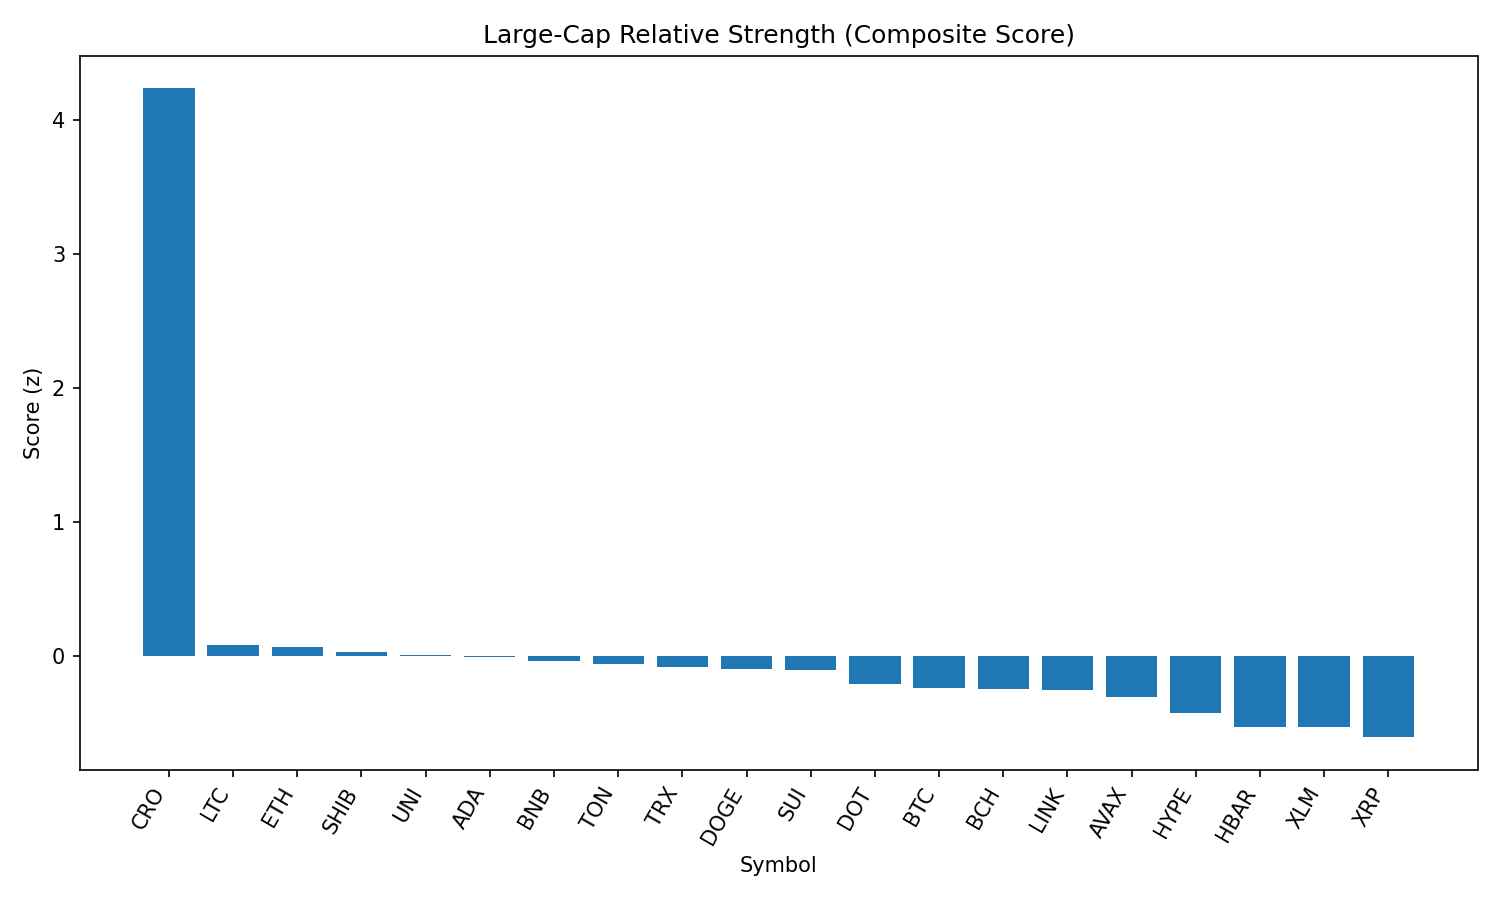 Large-Cap Relative Strength (Composite Score)
Score (z)
4
3
2
1
0
CRO
LTC
ETH
SHIB
UNI
ADA
BNB
TON
TRX
DOGE
SUI
DOT
BTC
BCH
LINK
AVAX
HYPE
HBAR
XLM
XRP
Symbol